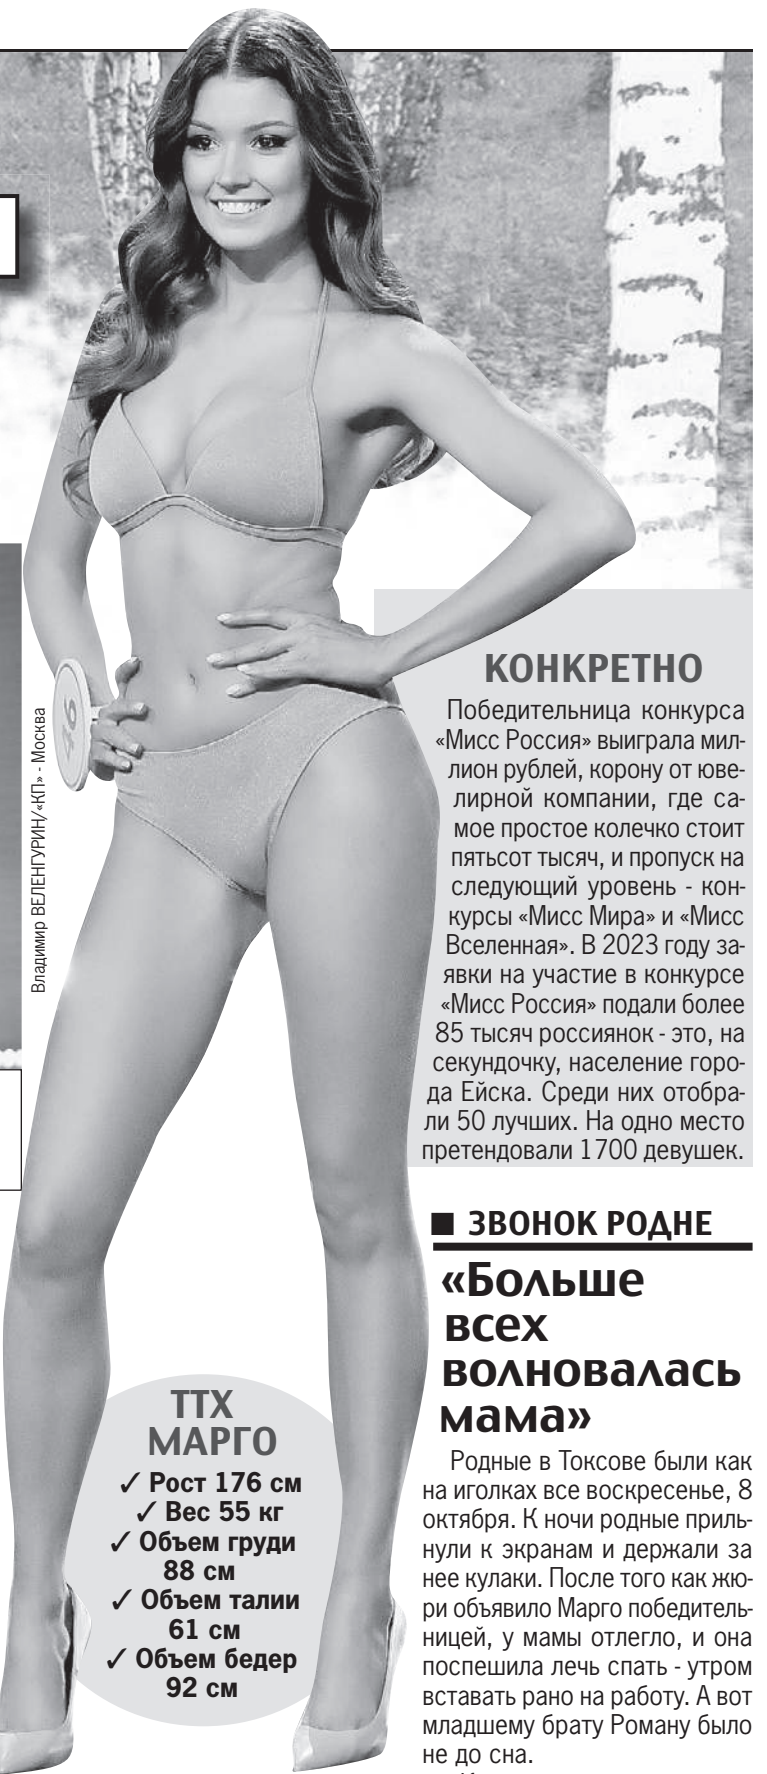 46
Владимир ВЕЛЕНГУРИН/«КП» - Москва
КОНКРЕТНО
Победительница конкурса
«Мисс Россия» выиграла мил-
лион рублей, корону от юве-
лирной компании, где са-
мое простое колечко стоит
пятьсот тысяч, и пропуск на
следующий уровень - кон-
курсы «Мисс Мира» и «Мисс
Вселенная». В 2023 году за-
явки на участие в конкурсе
«Мисс Россия» подали более
85 тысяч россиянок - это, на
секундочку, население горо-
да Ейска. Среди них отобра-
ли 50 лучших. На одно место
претендовали 1700 девушек.
■ ЗВОНОК РОДНЕ
«Больше
всех
волновалась
мама»
Родные в Токсове были как
на иголках все воскресенье, 8
октября. К ночи родные приль-
нули к экранам и держали за
нее кулаки. После того как жю-
ри объявило Марго победитель-
ницей, у мамы отлегло, и она
поспешила лечь спать - утром
вставать рано на работу. А вот
младшему брату Роману было
не до сна.
ТТХ
МАРГО
✓ Рост 176 см
✓ Вес 55 кг
✓ Объем груди
88 см
✓ Объем талии
61 см
✓ Объем бедер
92 см